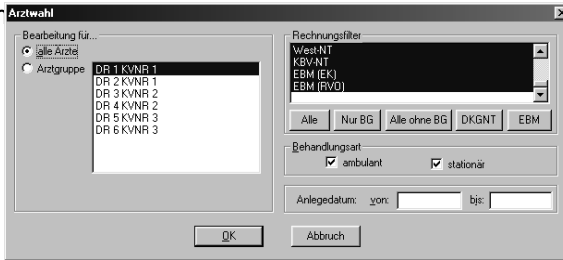 Arztwahl
Bearbeitung für...
alle Ärzte
Arztgruppe
DR 1 KVNR 1
DR 2 KVNR 1
DR 3 KVNR 2
DR 4 KVNR 2
DR 5 KVNR 3
DR 6 KVNR 3
Rechnungsfilter
West-NT
KBV-NT
EBM (EK)
EBM (RVO)
Alle
Nur BG
Alle ohne BG
DKGNT
EBM
Behandlungsart
ambulant
stationär
Anlegedatum: von: bis:
OK
Abbruch